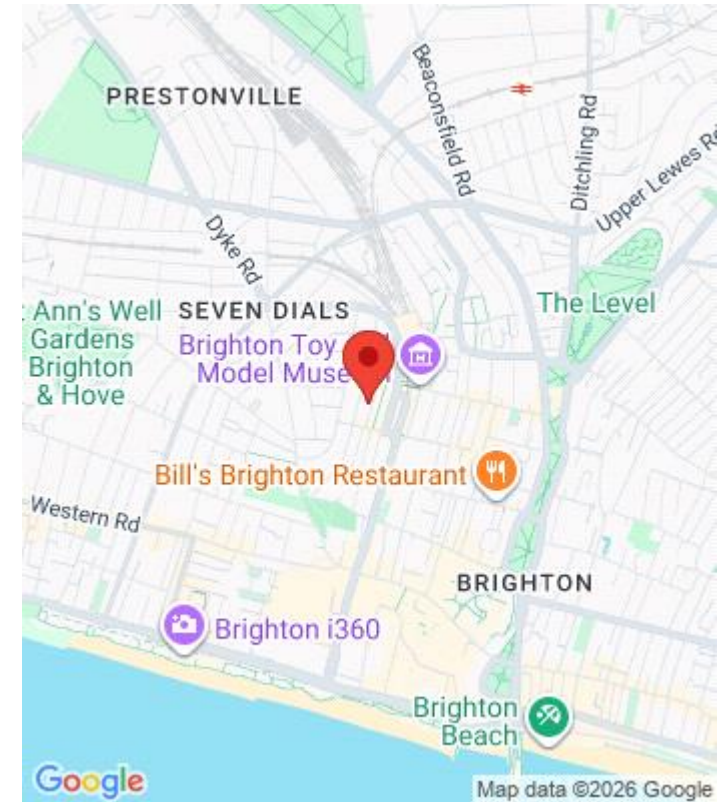 Beaconsfield Rd
PRESTONVILLE
Ditchling Rd
Upper Lewes
Dyke Rd
Ann's Well
Gardens
Brighton
& Hove
SEVEN DIALS
The Level
Brighton Toy
Model
Bill's Brighton Restaurant
Western Rd
BRIGHTON
Brighton i360
Brighton
Beach
Google
Map data ©2026 Google